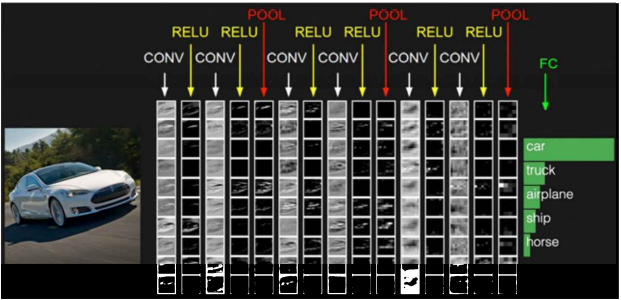 POOL POOL POOL
RELU RELU RELU RELU RELU RELU
CONV CONV CONV CONV CONV CONV
FC
car
truck
airplane
ship
horse